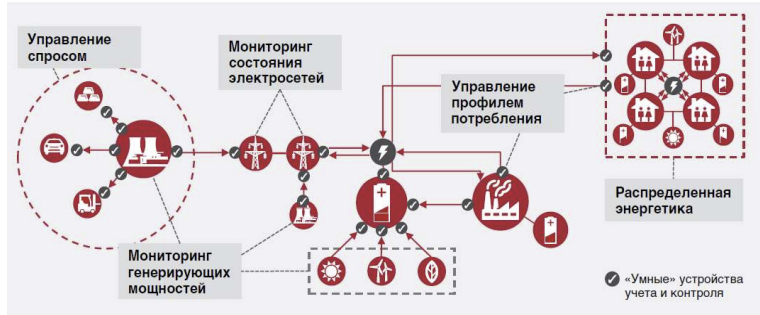 Управление
спросом
Мониторинг
состояния
электросетей
Управление
профилем
потребления
Распределенная
энергетика
Мониторинг
генерирующих
мощностей
«Умные» устройства
учета и контроля